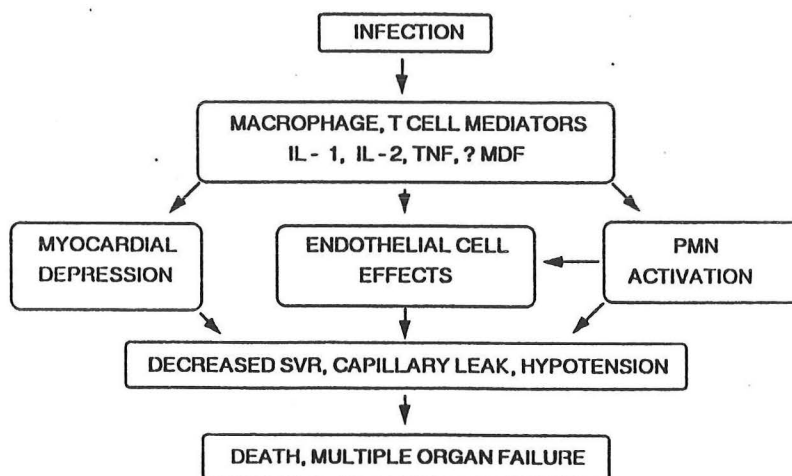 INFECTION
MACROPHAGE, T CELL MEDIATORS
IL - 1, IL - 2, TNF, ? MDF
MYOCARDIAL
DEPRESSION
ENDOTHELIAL CELL
EFFECTS
PMN
ACTIVATION
DECREASED SVR, CAPILLARY LEAK, HYPOTENSION
DEATH, MULTIPLE ORGAN FAILURE